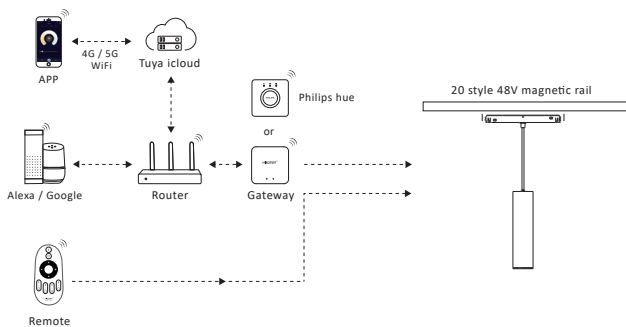 4G / 5G
WiFi
APP
Tuya icloud
Philips hue
or
20 style 48V magnetic rail
Alexa / Google
Router
Gateway
Remote